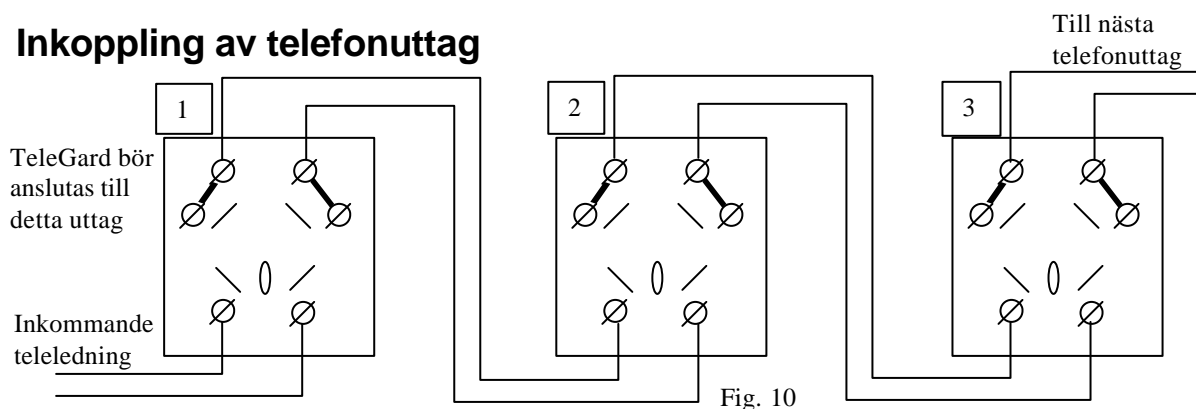 Inkoppling av telefonuttag
Till nästa
telefonuttag
1
2
3
TeleGard bör
anslutas till
detta uttag
Inkommande
teleledning
Fig. 10